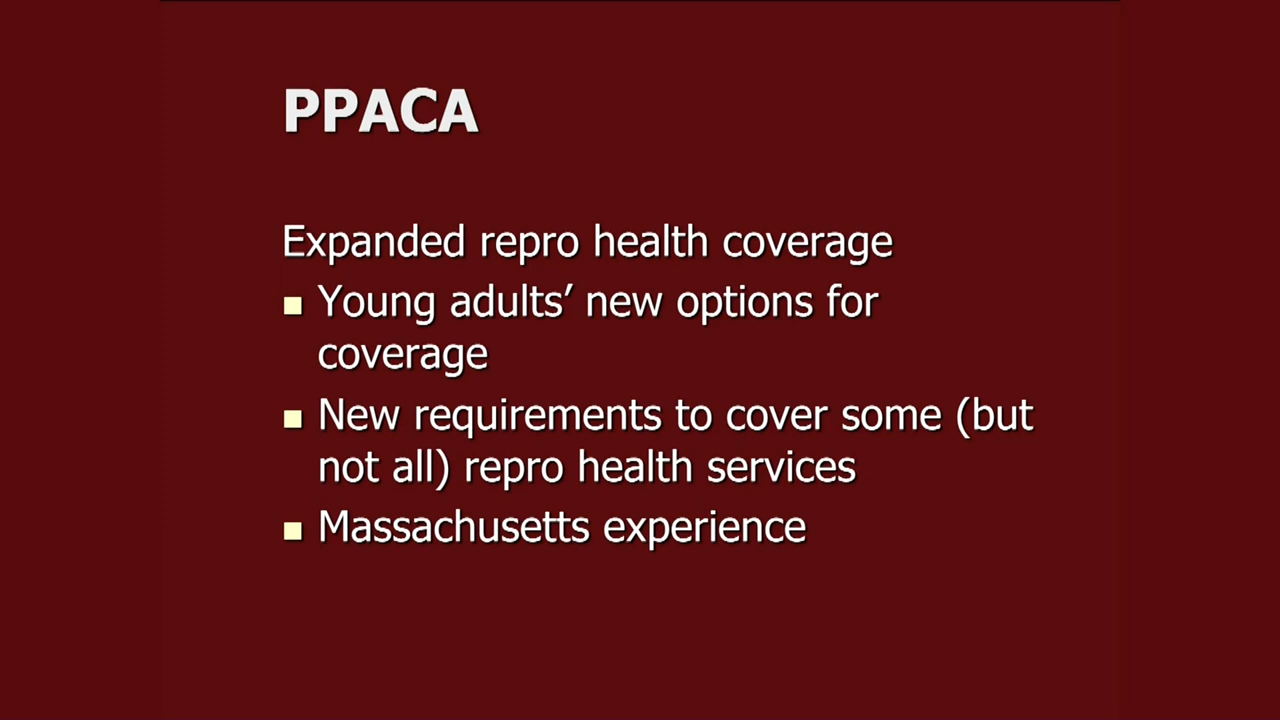 PPACA
Expanded repro health coverage
■ Young adults’ new options for
coverage
■ New requirements to cover some (but
not all) repro health services
■ Massachusetts experience